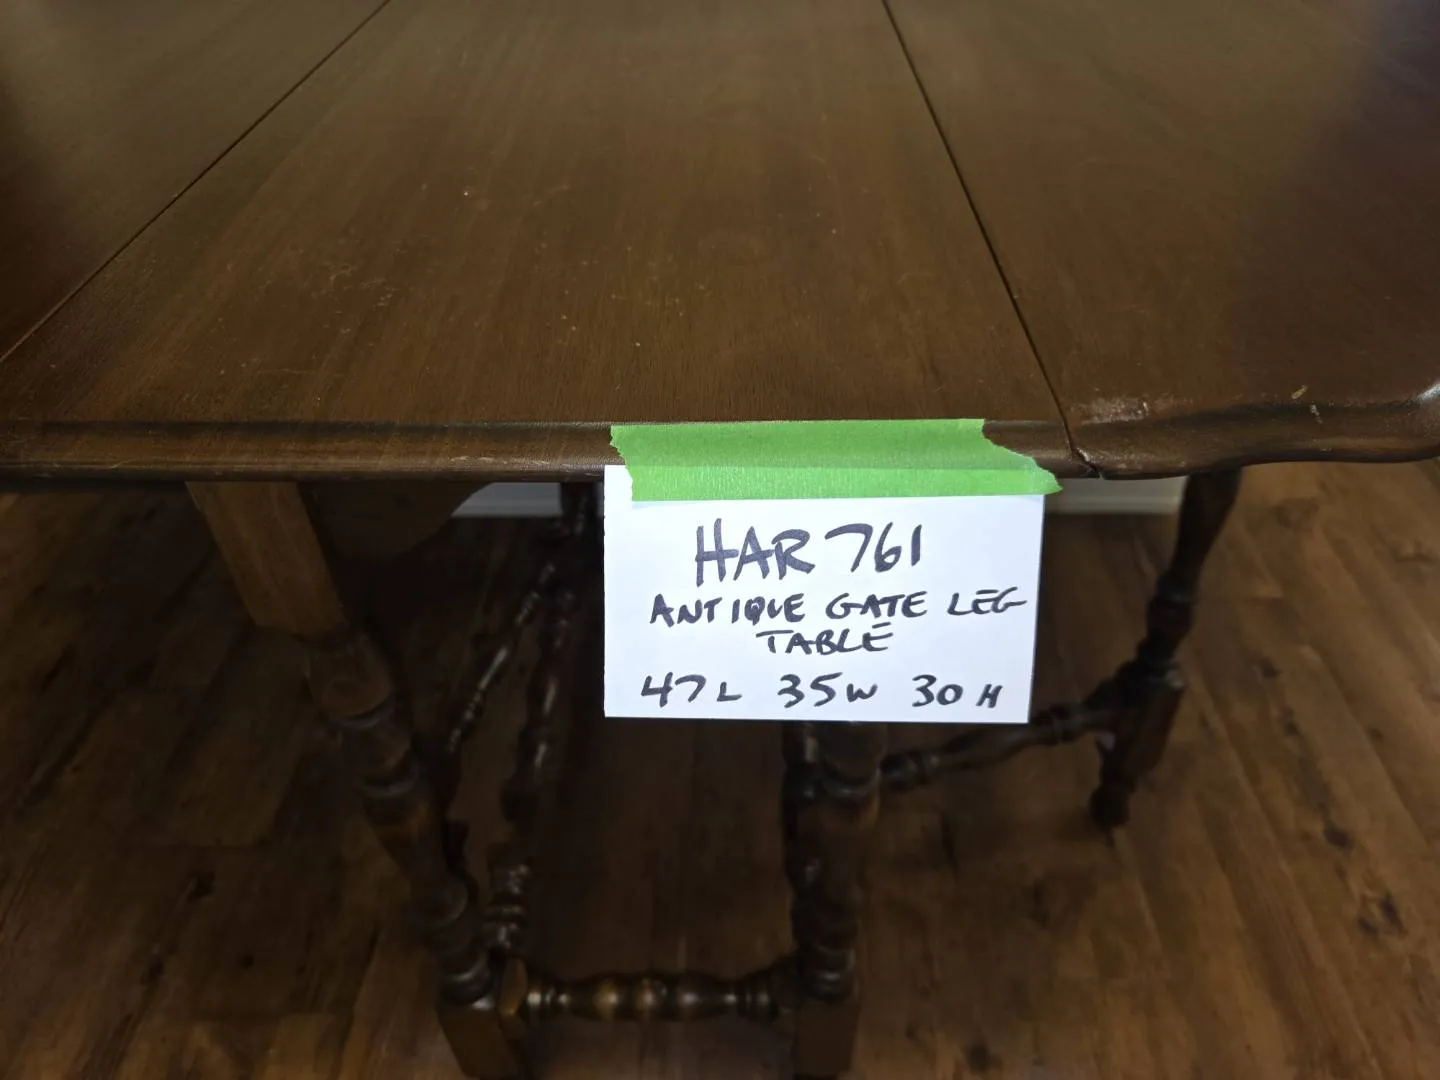 HAR 761
ANTIQUE GATE LEG
TABLE
47L 35W 30H